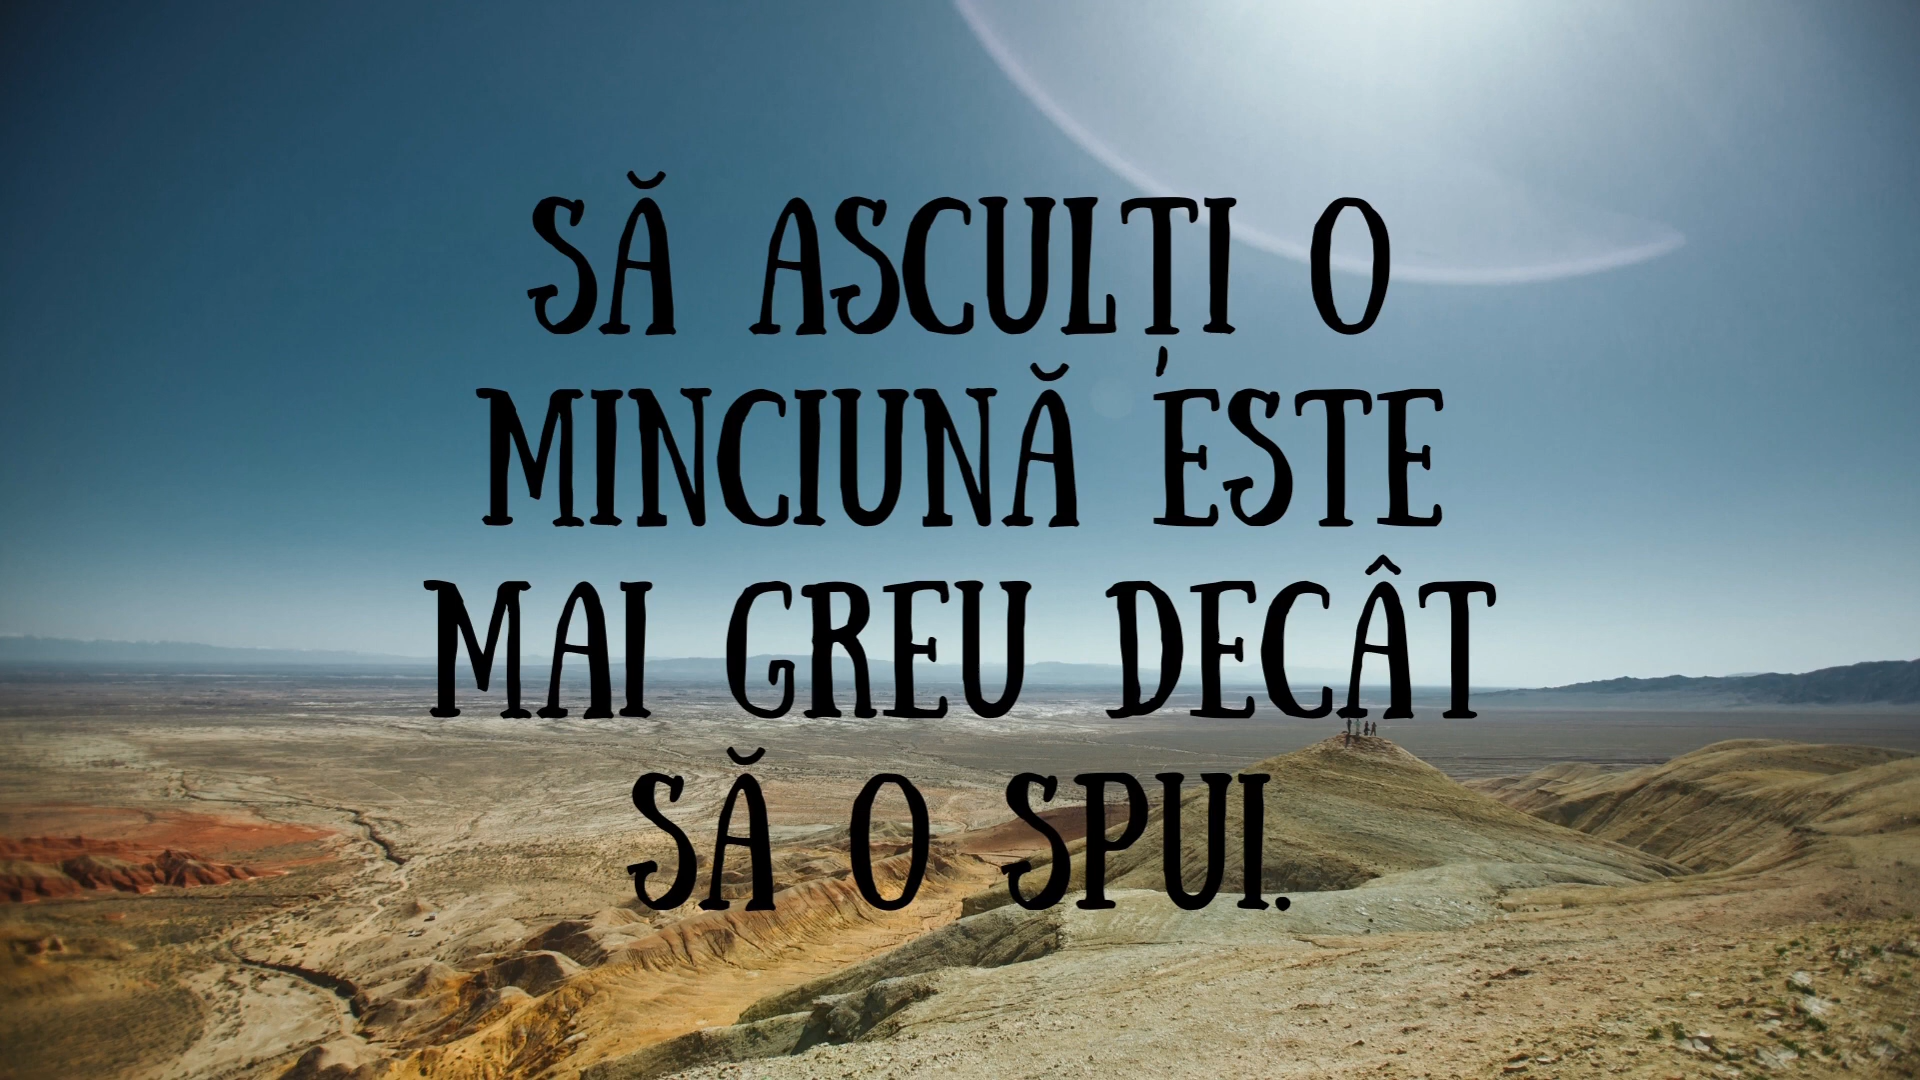 SĂ ASCULȚI O
MINCIUNĂ ESTE
MAI GREU DECÂT
SĂ O SPUI.